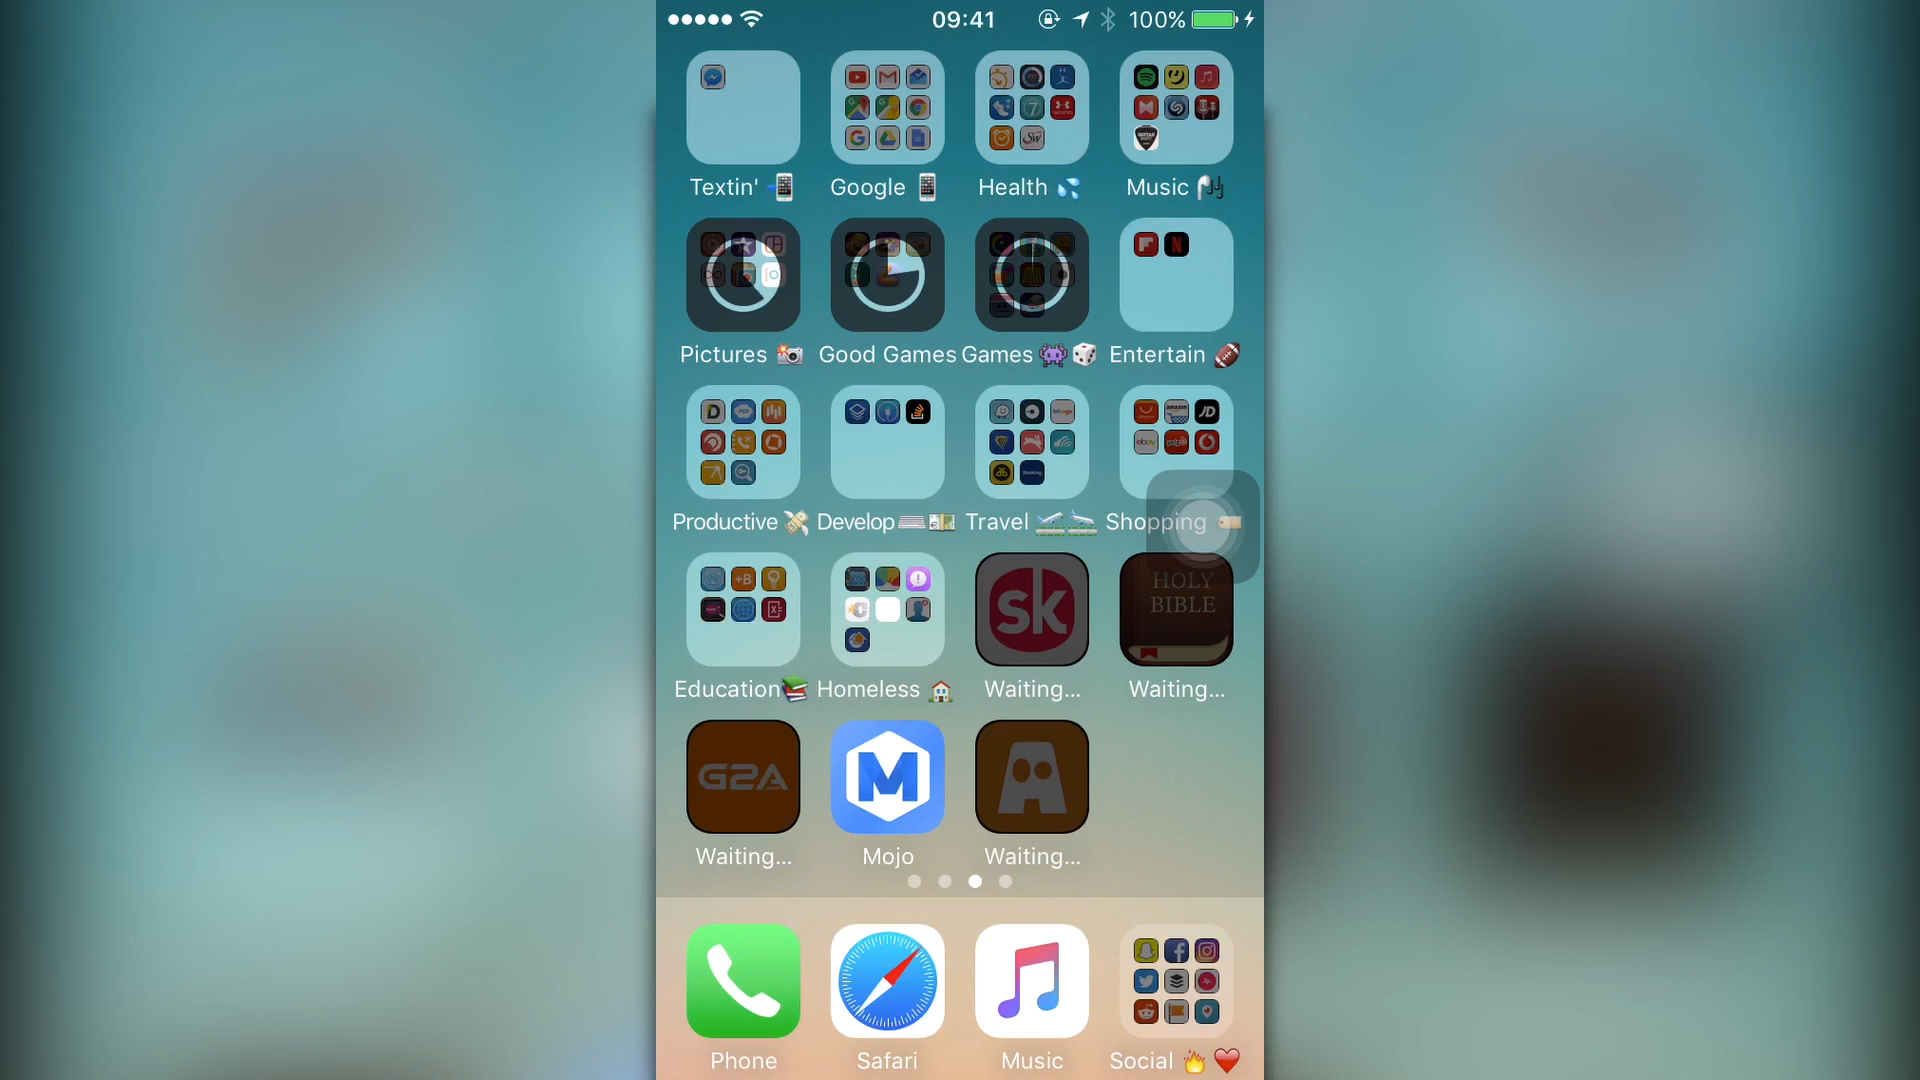 09:41 100%
Textin' Google Health Music
Pictures Good Games Games Entertain
Productive Develop Travel Shopping
SK
HOLY
BIBLE
Education Homeless Waiting... Waiting...
G2A M
Waiting... Mojo Waiting...
Phone Safari Music Social